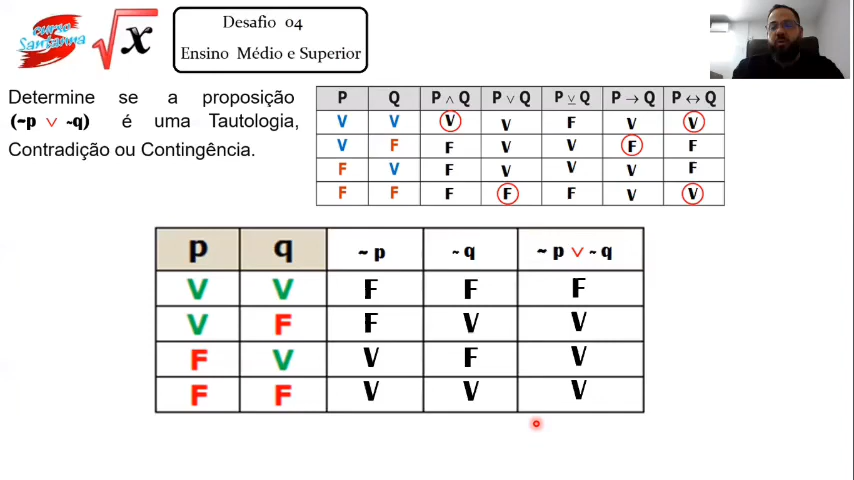 curso
Santanna
√x
Desafio 04
Ensino Médio e Superior
Determine se a proposição
(~p ∨ ~q) é uma Tautologia,
Contradição ou Contingência.
P Q P ∧ Q P ∨ Q P ⊻ Q P → Q P ↔ Q
V V V V F V V
V F F V V F F
F V F V V V F
F F F F F V V
p q ~ p ~ q ~ p ∨ ~ q
V V F F F
V F F V V
F V V F V
F F V V V